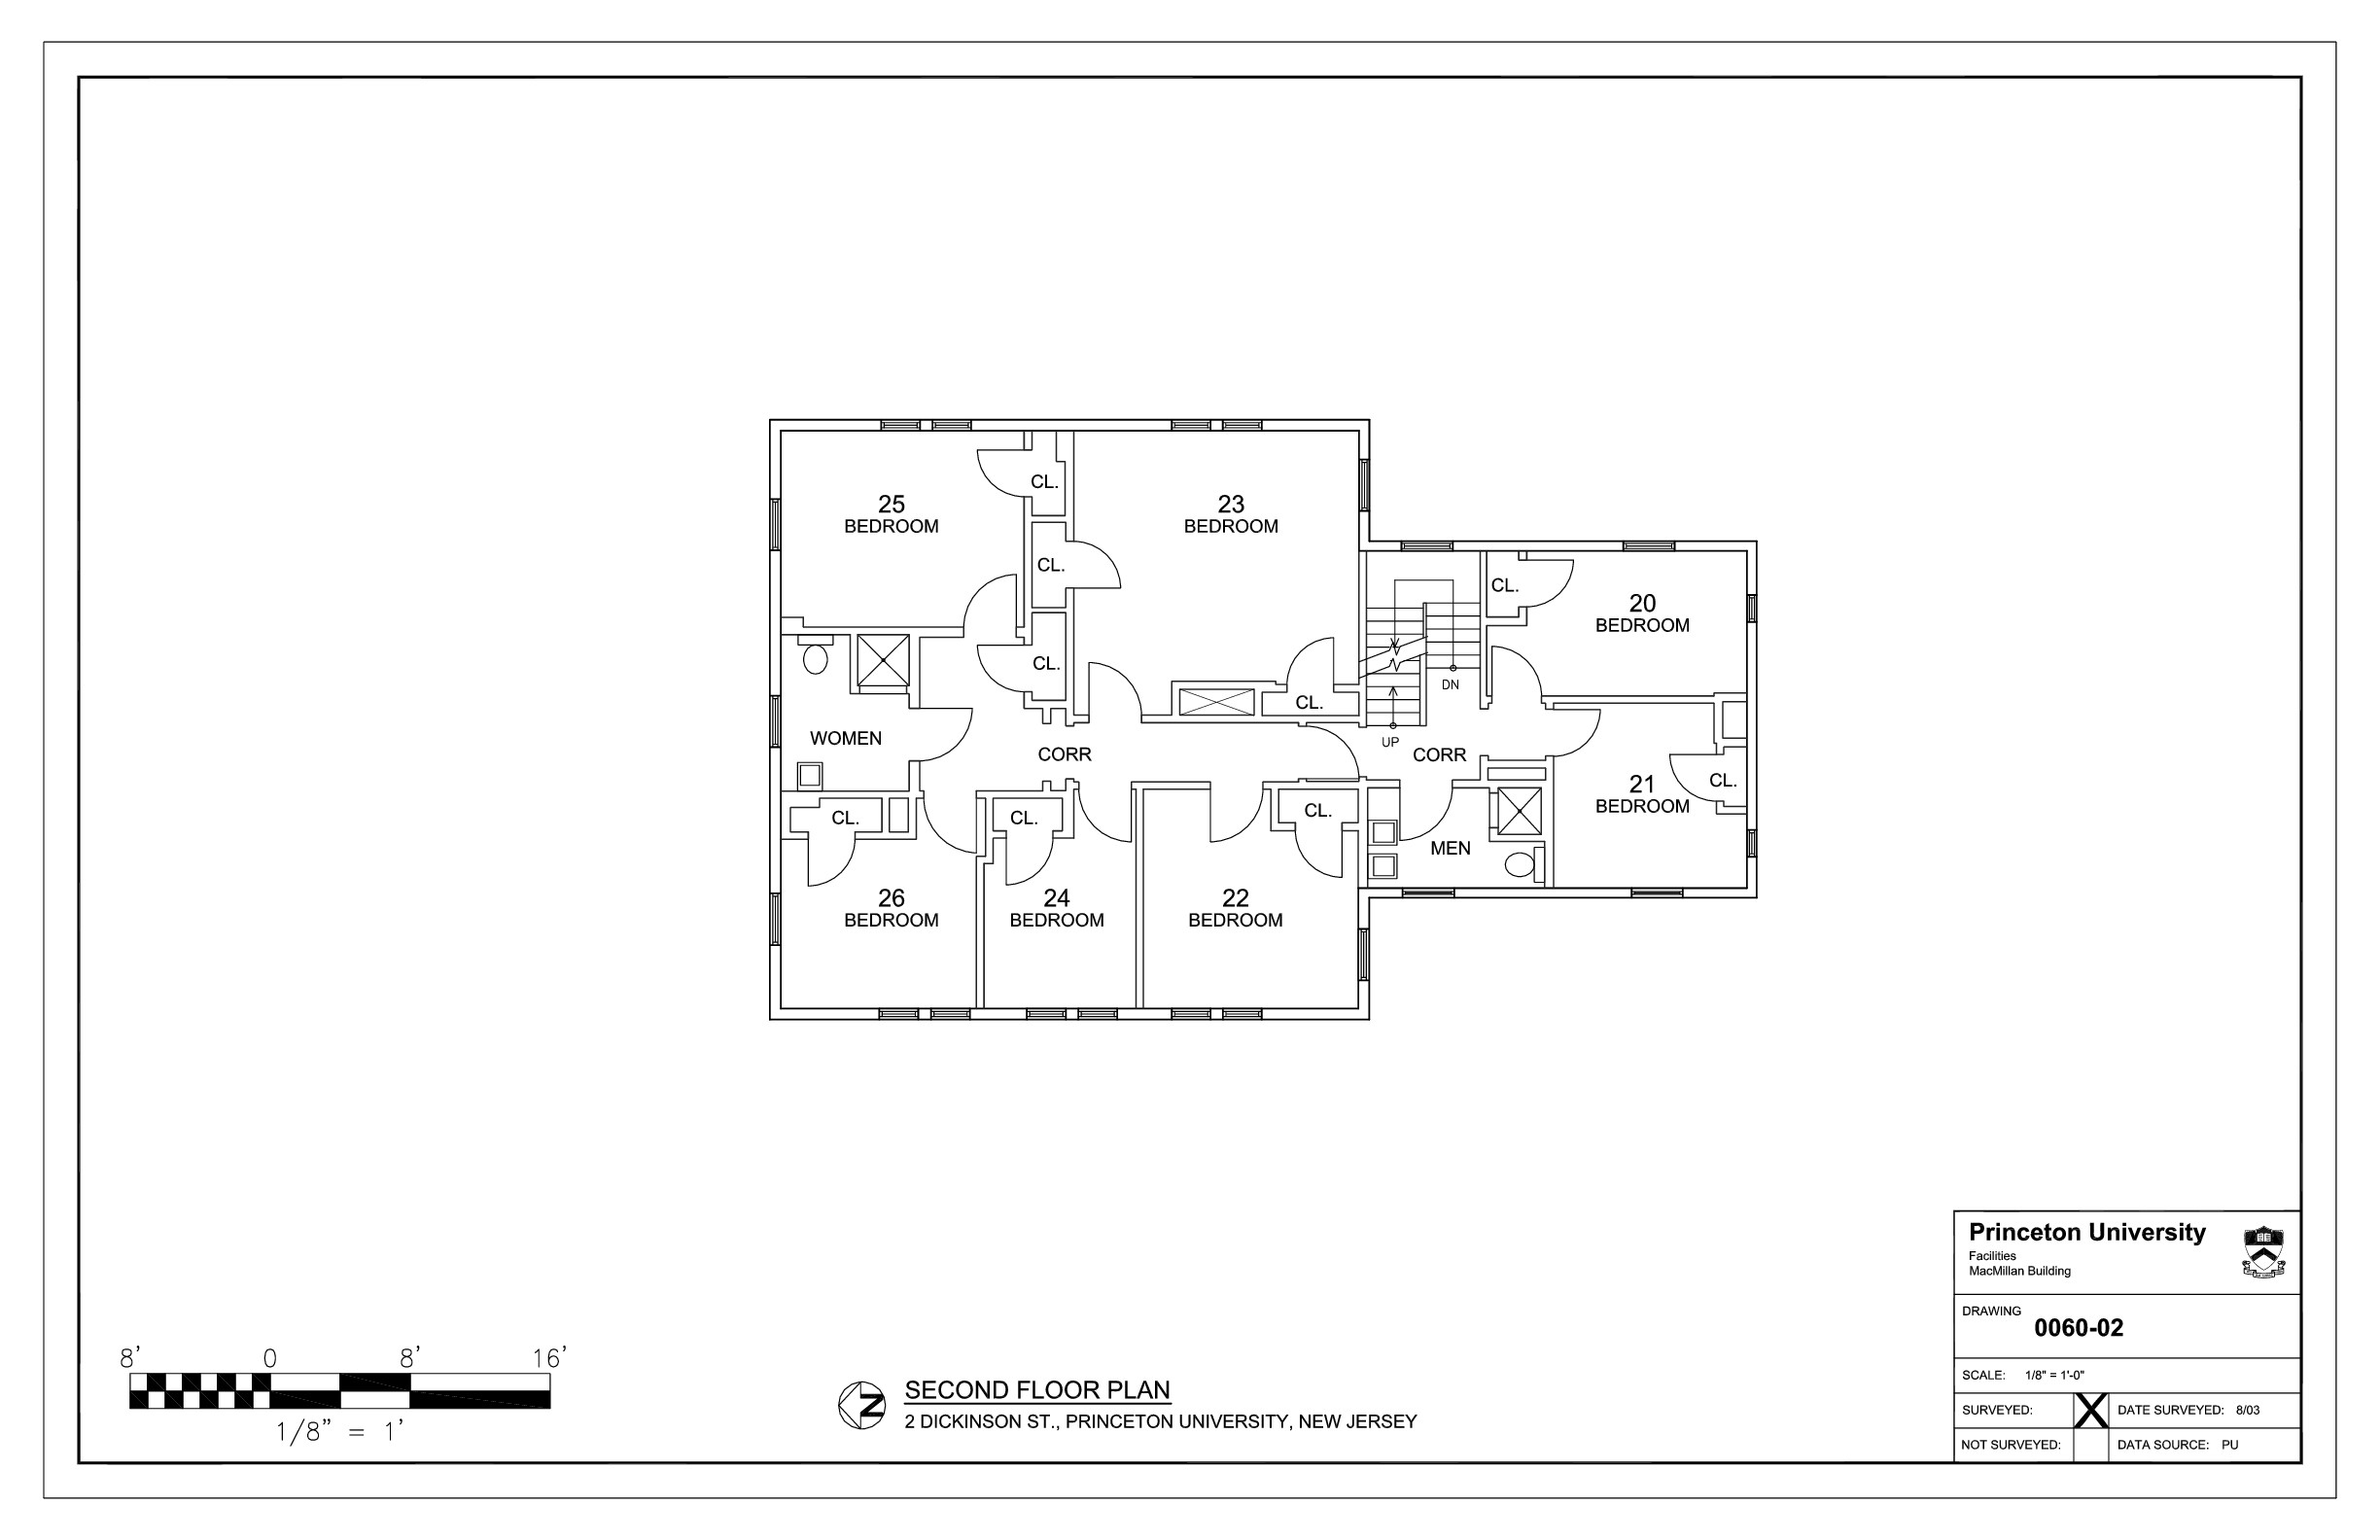 25
BEDROOM
CL.
23
BEDROOM
CL.
CL.
20
BEDROOM
CL.
CL.
DN
UP
WOMEN
CORR
CORR
21
BEDROOM
CL.
CL.
CL.
CL.
MEN
26
BEDROOM
24
BEDROOM
22
BEDROOM
8' 0 8' 16'
1/8" = 1'
N
SECOND FLOOR PLAN
2 DICKINSON ST., PRINCETON UNIVERSITY, NEW JERSEY
Princeton University
Facilities
MacMillan Building
DRAWING
0060-02
SCALE: 1/8" = 1'-0"
SURVEYED: X DATE SURVEYED: 8/03
NOT SURVEYED: DATA SOURCE: PU